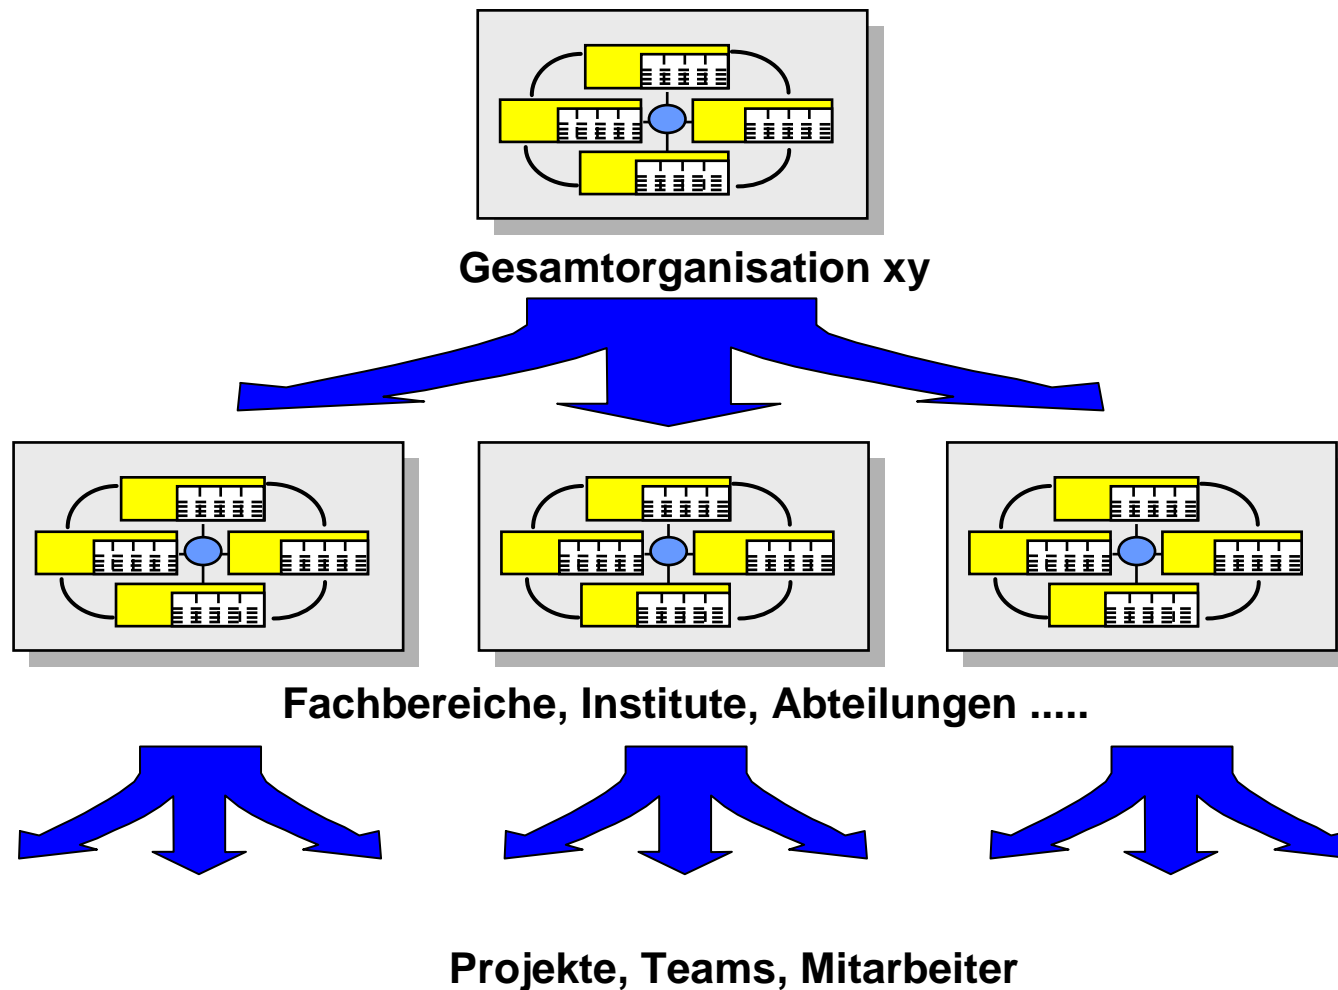 Gesamtorganisation xy
Fachbereiche, Institute, Abteilungen .....
Projekte, Teams, Mitarbeiter